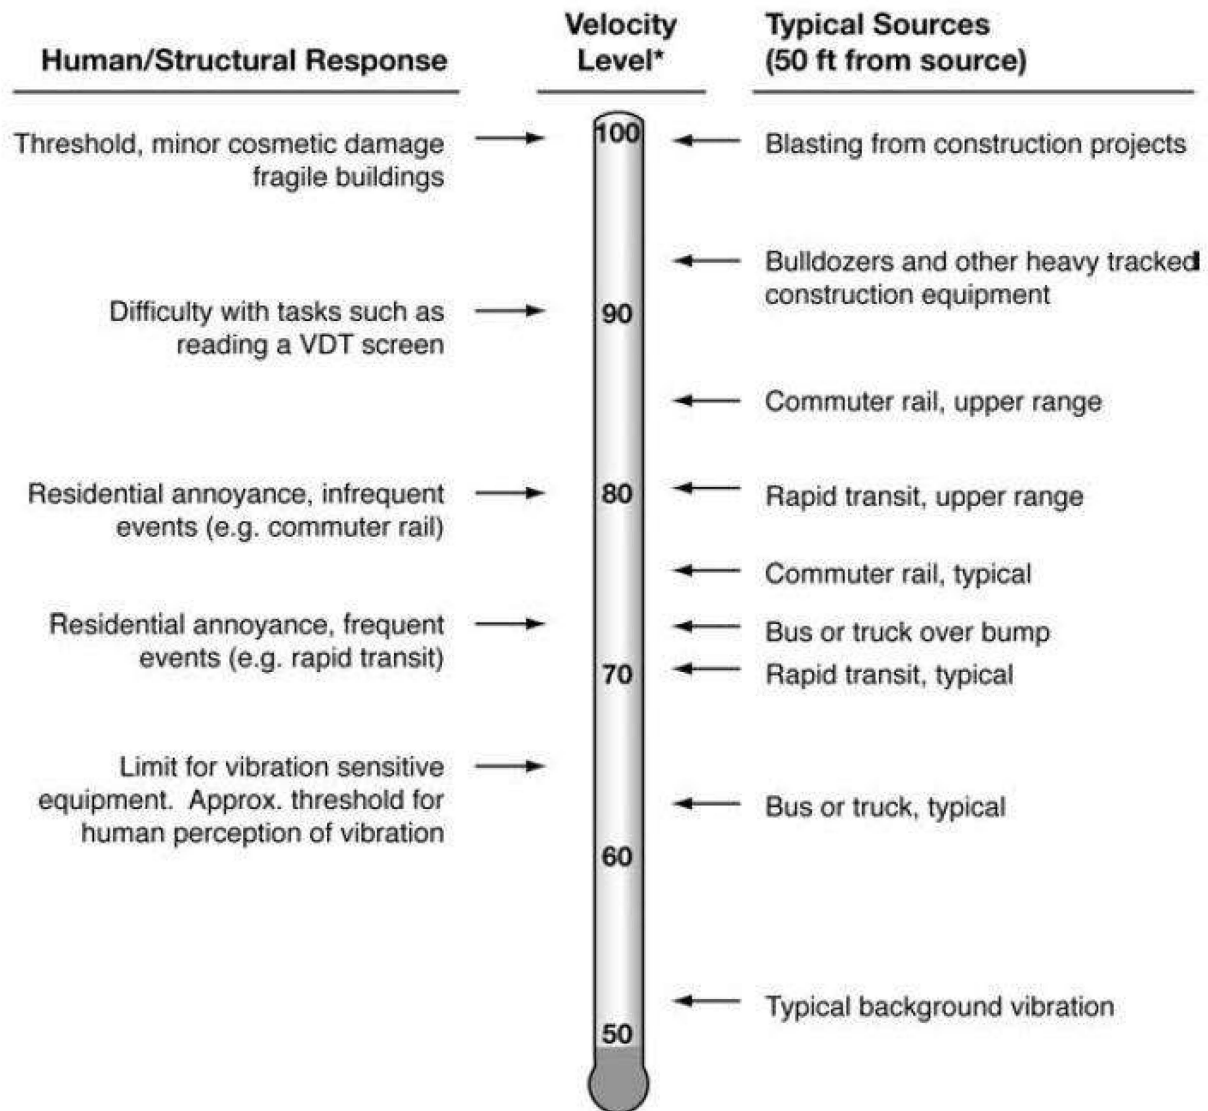 Human/Structural Response
Velocity
Level*
Typical Sources
(50 ft from source)
Threshold, minor cosmetic damage
fragile buildings
100
Blasting from construction projects
Bulldozers and other heavy tracked
construction equipment
Difficulty with tasks such as
reading a VDT screen
90
Commuter rail, upper range
Residential annoyance, infrequent
events (e.g. commuter rail)
80
Rapid transit, upper range
Commuter rail, typical
Residential annoyance, frequent
events (e.g. rapid transit)
Bus or truck over bump
70
Rapid transit, typical
Limit for vibration sensitive
equipment. Approx. threshold for
human perception of vibration
Bus or truck, typical
60
Typical background vibration
50